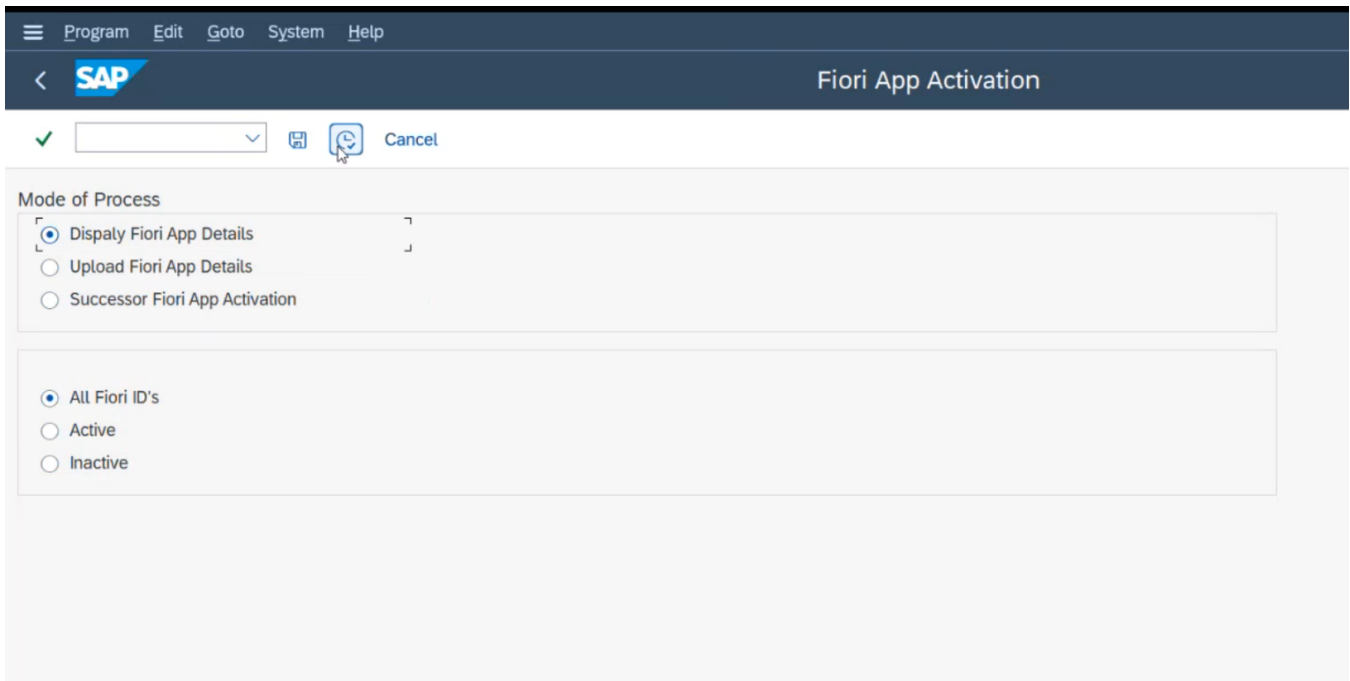 Program Edit Goto System Help
SAP Fiori App Activation
Cancel
Mode of Process
Dispaly Fiori App Details
Upload Fiori App Details
Successor Fiori App Activation
All Fiori ID's
Active
Inactive